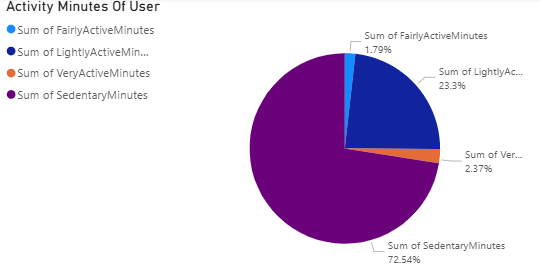 Activity Minutes Of User
Sum of FairlyActiveMinutes
Sum of LightlyActiveMin...
Sum of VeryActiveMinutes
Sum of SedentaryMinutes
Sum of FairlyActiveMinutes
1.79%
Sum of LightlyAc...
23.3%
Sum of Ver...
2.37%
Sum of SedentaryMinutes
72.54%